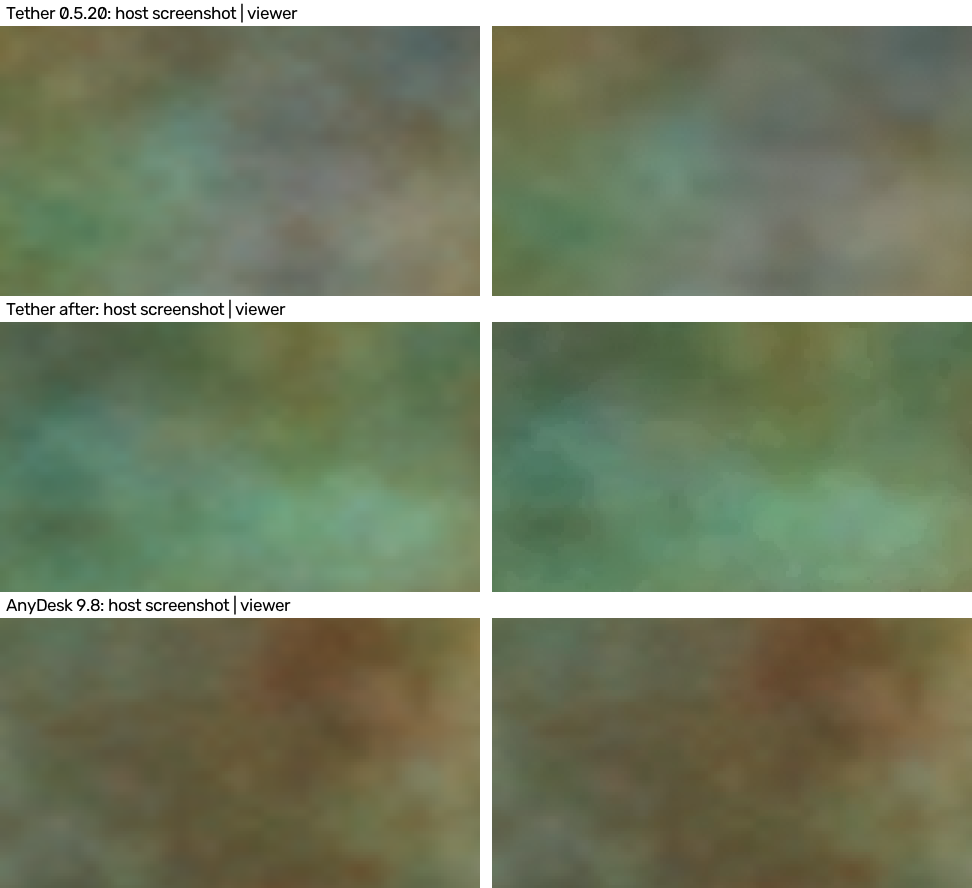 Tether 0.5.20: host screenshot | viewer
Tether after: host screenshot | viewer
AnyDesk 9.8: host screenshot | viewer